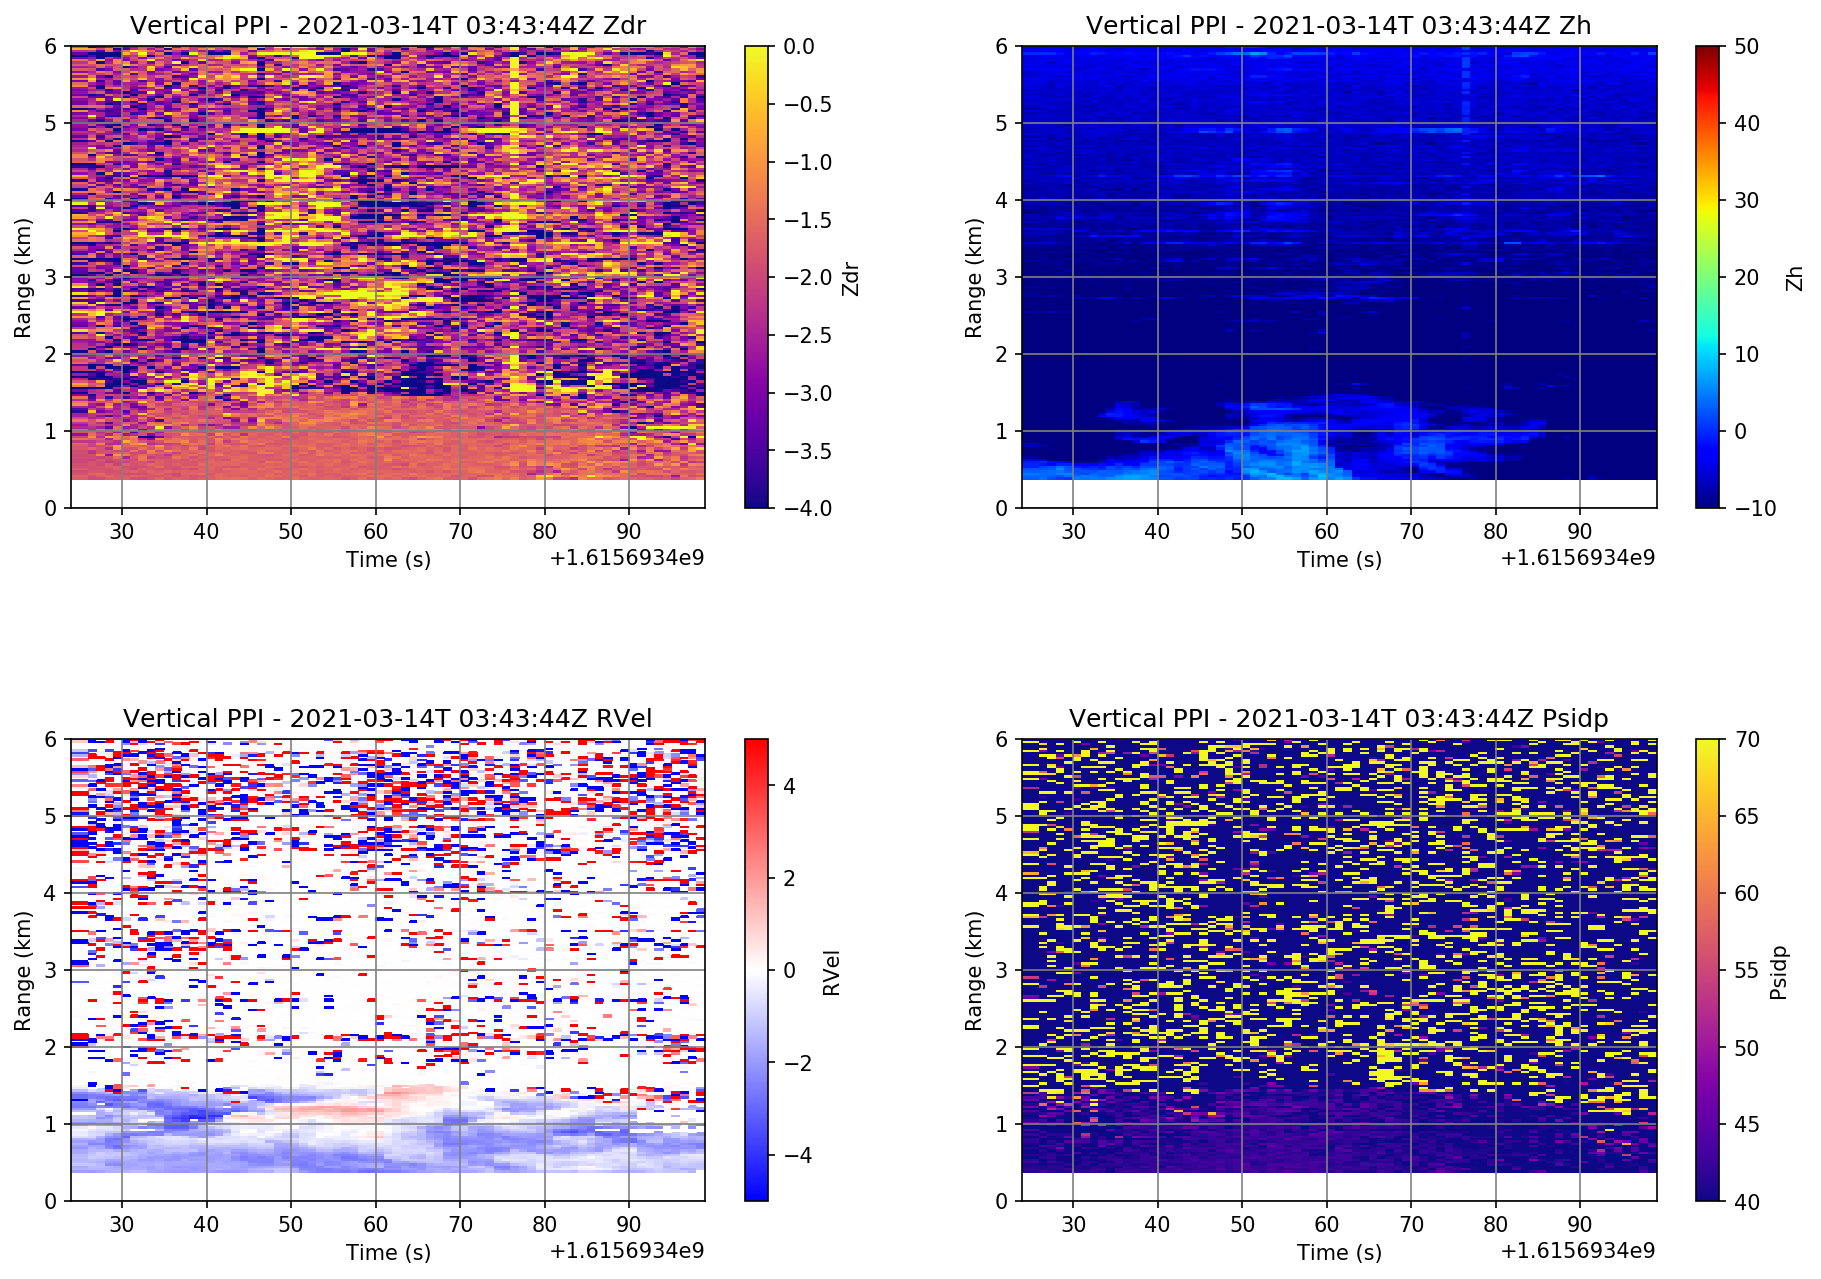 Vertical PPI - 2021-03-14T 03:43:44Z Zdr
6
5
4
3
2
1
0
Range (km)
30 40 50 60 70 80 90
Time (s)
+1.6156934e9
0.0
−0.5
−1.0
−1.5
−2.0
−2.5
−3.0
−3.5
−4.0
Zdr
Vertical PPI - 2021-03-14T 03:43:44Z Zh
6
5
4
3
2
1
0
Range (km)
30 40 50 60 70 80 90
Time (s)
+1.6156934e9
50
40
30
20
10
0
−10
Zh
Vertical PPI - 2021-03-14T 03:43:44Z RVel
6
5
4
3
2
1
0
Range (km)
30 40 50 60 70 80 90
Time (s)
+1.6156934e9
4
2
0
−2
−4
RVel
Vertical PPI - 2021-03-14T 03:43:44Z Psidp
6
5
4
3
2
1
0
Range (km)
30 40 50 60 70 80 90
Time (s)
+1.6156934e9
70
65
60
55
50
45
40
Psidp